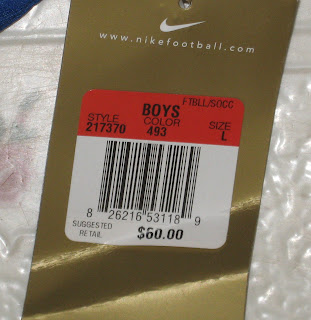 www.nikefootball.com
FTBLL/SOCC
BOYS
STYLE COLOR SIZE
217370 493 L
8 26216 53118 9
SUGGESTED
RETAIL $60.00